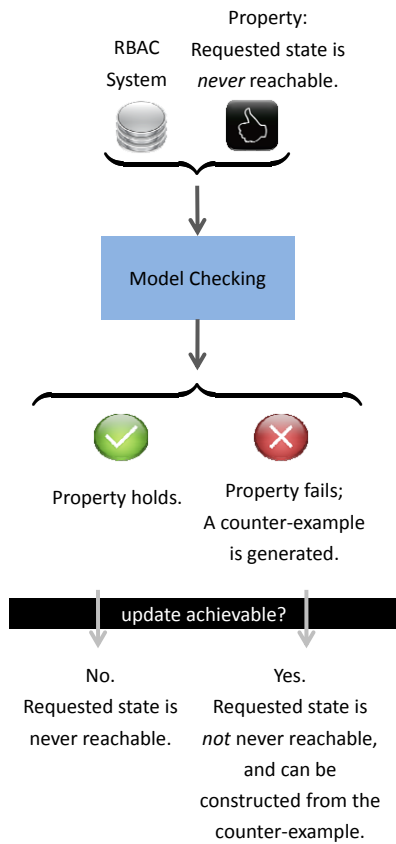 RBAC
System
Property:
Requested state is
never reachable.
Model Checking
Property holds.
Property fails;
A counter-example
is generated.
update achievable?
No.
Requested state is
never reachable.
Yes.
Requested state is
not never reachable,
and can be
constructed from the
counter-example.